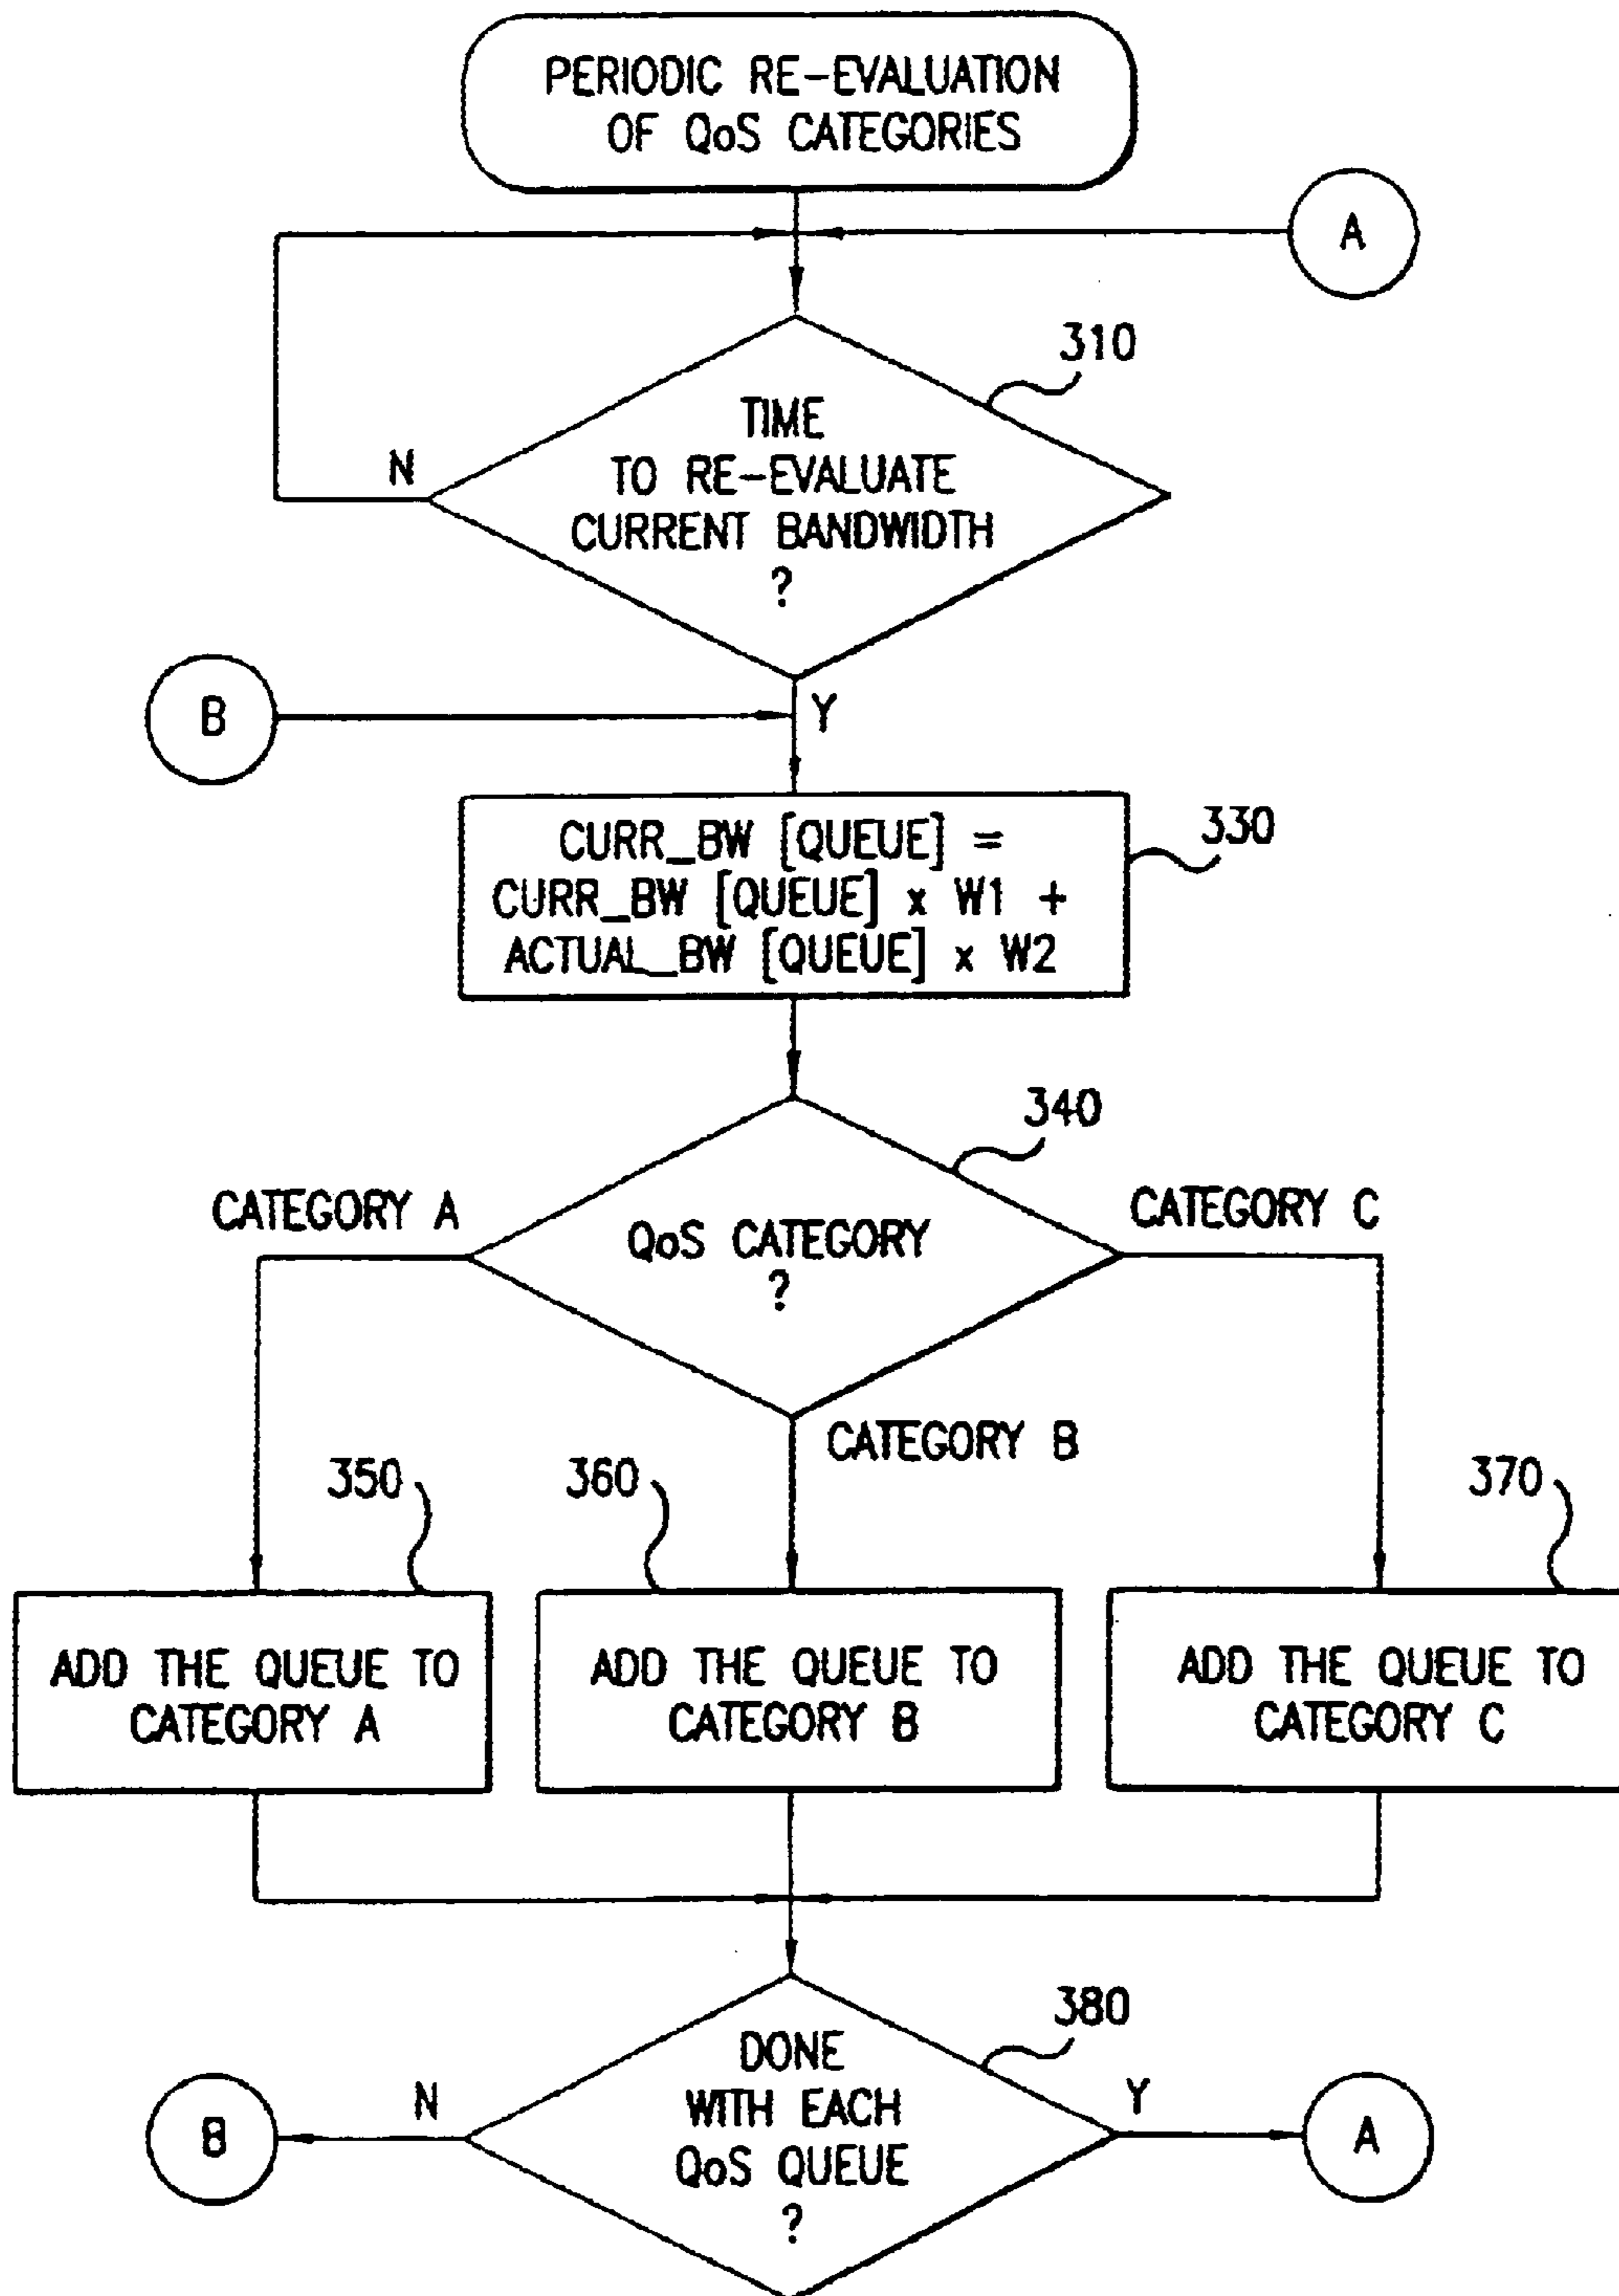 PERIODIC RE-EVALUATION
OF QoS CATEGORIES
A
310
TIME
TO RE-EVALUATE
CURRENT BANDWIDTH
?
N
B
Y
CURR_BW [QUEUE] =
CURR_BW [QUEUE] x W1 +
ACTUAL_BW [QUEUE] x W2
330
340
CATEGORY A
QoS CATEGORY
?
CATEGORY C
CATEGORY B
350
360
370
ADD THE QUEUE TO
CATEGORY A
ADD THE QUEUE TO
CATEGORY B
ADD THE QUEUE TO
CATEGORY C
380
DONE
WITH EACH
QoS QUEUE
?
N
B
Y
A